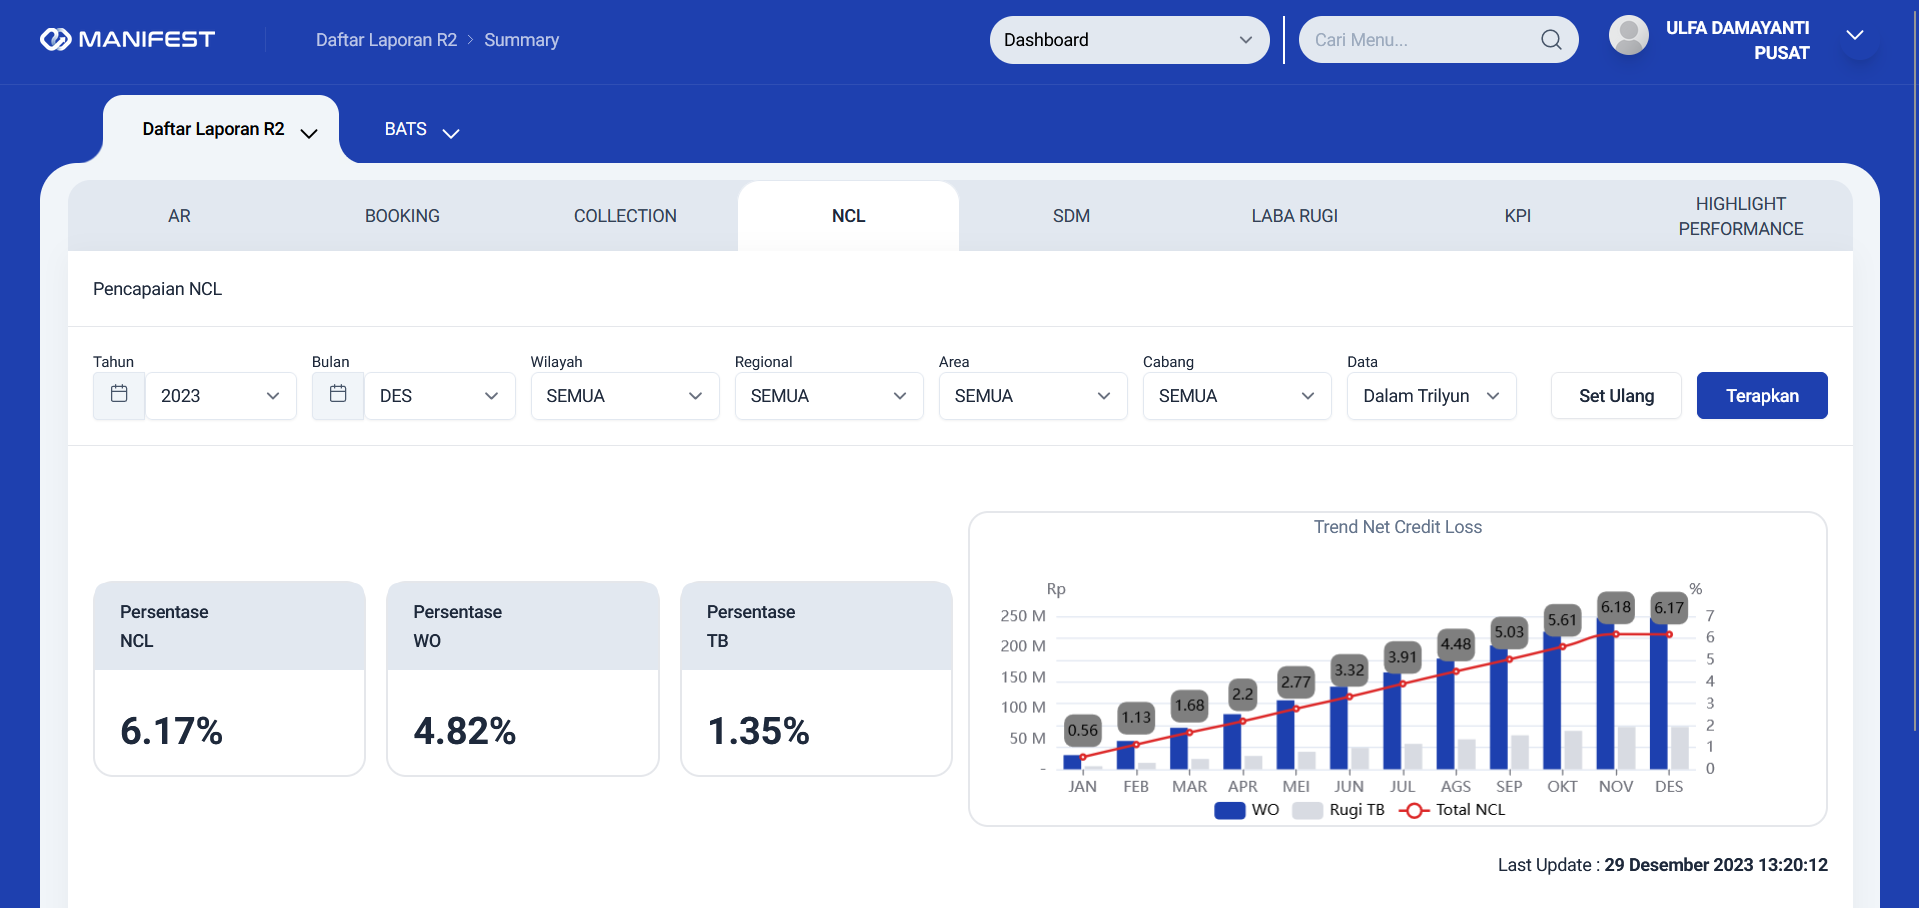 MANIFEST
Daftar Laporan R2 > Summary
Dashboard
Cari Menu...
ULFA DAMAYANTI
PUSAT
Daftar Laporan R2
BATS
AR
BOOKING
COLLECTION
NCL
SDM
LABA RUGI
KPI
HIGHLIGHT
PERFORMANCE
Pencapaian NCL
Tahun
2023
Bulan
DES
Wilayah
SEMUA
Regional
SEMUA
Area
SEMUA
Cabang
SEMUA
Data
Dalam Trilyun
Set Ulang
Terapkan
Persentase
NCL
6.17%
Persentase
WO
4.82%
Persentase
TB
1.35%
Trend Net Credit Loss
Rp
%
250 M
200 M
150 M
100 M
50 M
-
0.56
1.13
1.68
2.2
2.77
3.32
3.91
4.48
5.03
5.61
6.18
6.17
7
6
5
4
3
2
1
0
JAN FEB MAR APR MEI JUN JUL AGS SEP OKT NOV DES
WO Rugi TB Total NCL
Last Update : 29 Desember 2023 13:20:12